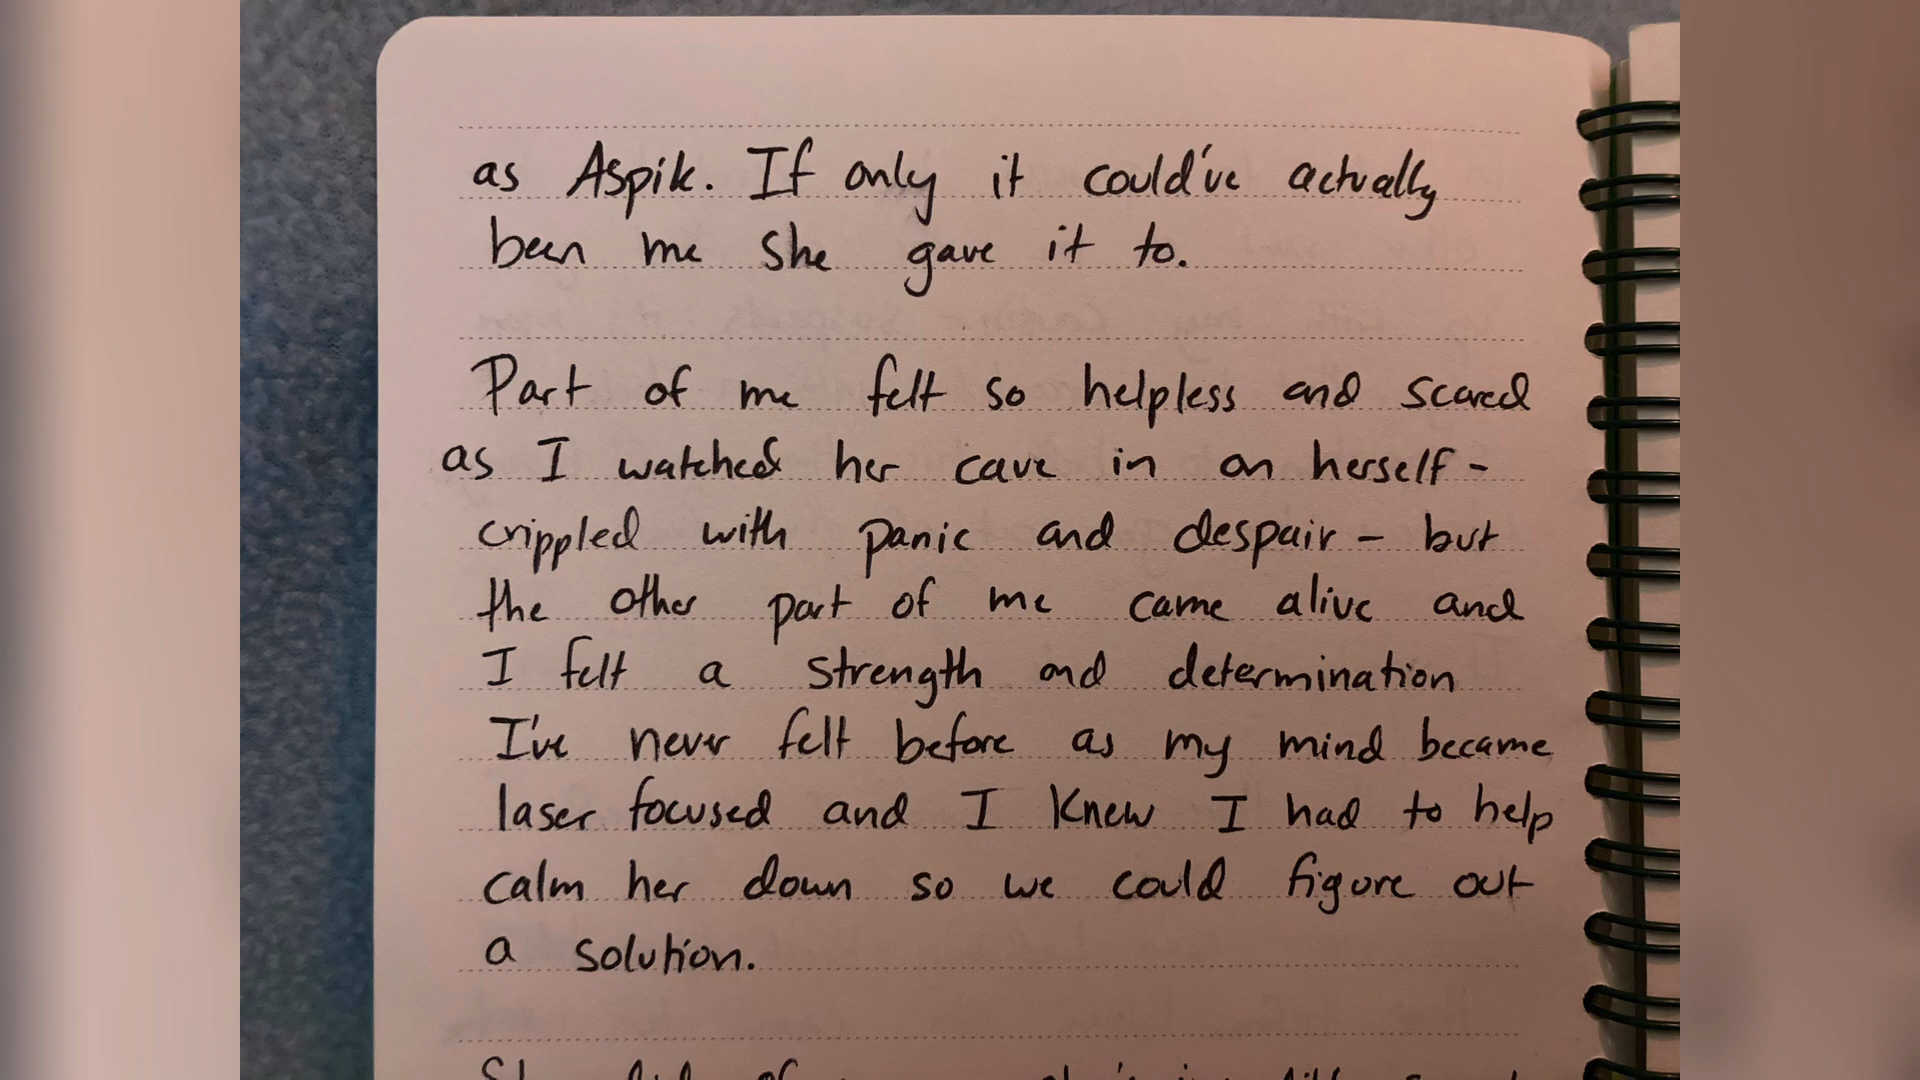 as Aspik. If only it could've actually
been me she gave it to.
Part of me felt so helpless and scared
as I watched her cave in on herself -
crippled with panic and despair - but
the other part of me came alive and
I felt a strength and determination
I've never felt before as my mind became
laser focused and I knew I had to help
calm her down so we could figure out
a solution.